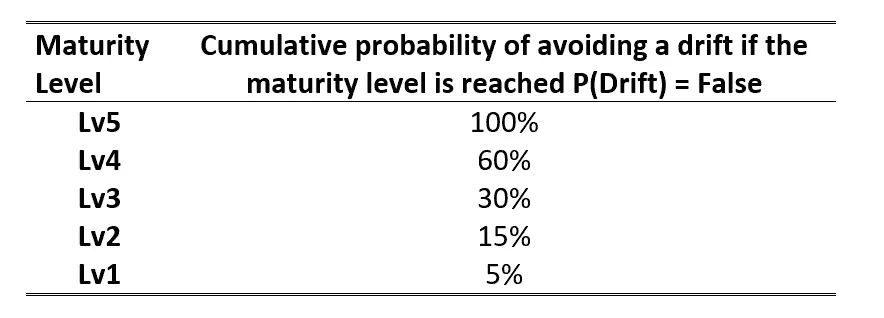 Maturity Level Cumulative probability of avoiding a drift if the maturity level is reached P(Drift) = False
Lv5 100%
Lv4 60%
Lv3 30%
Lv2 15%
Lv1 5%